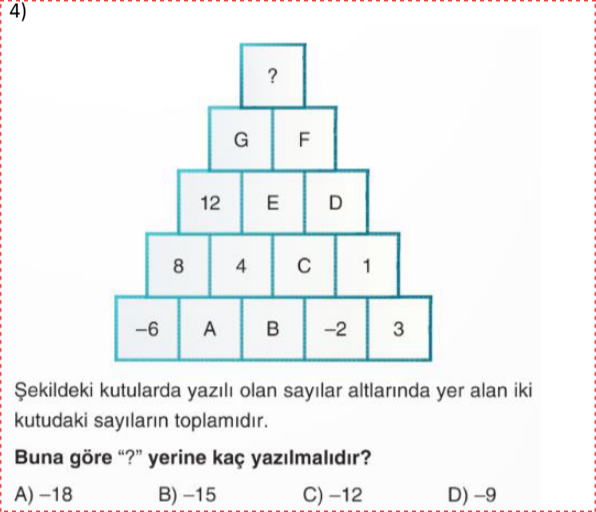 4)
?
G F
12 E D
8 4 C 1
–6 A B –2 3
Şekildeki kutularda yazılı olan sayılar altlarında yer alan iki
kutudaki sayıların toplamıdır.
Buna göre “?” yerine kaç yazılmalıdır?
A) –18 B) –15 C) –12 D) –9